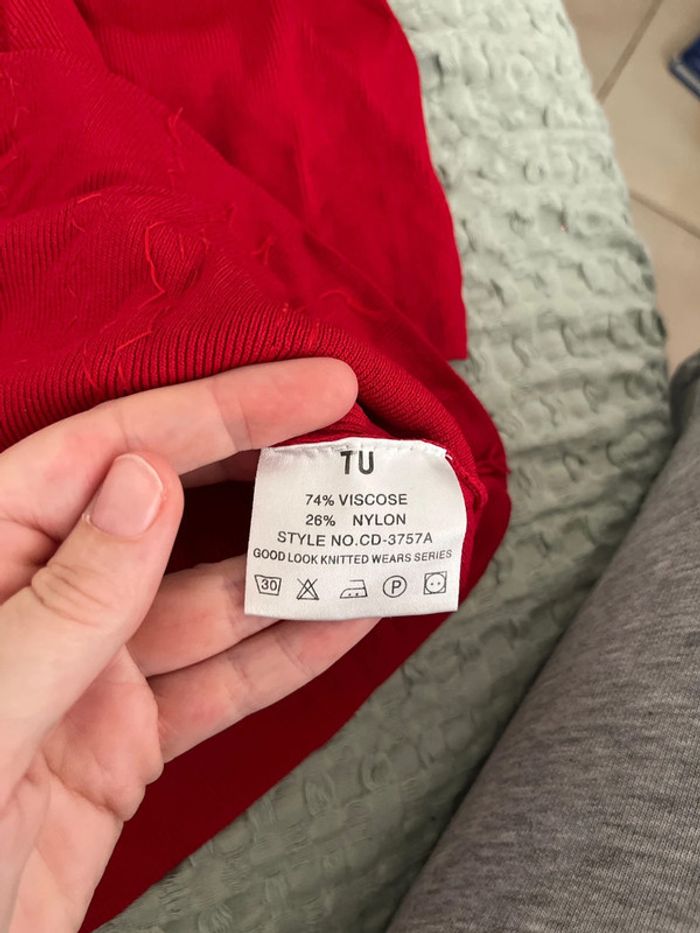 TU
74% VISCOSE
26% NYLON
STYLE NO.CD-3757A
GOOD LOOK KNITTED WEARS SERIES
30 P